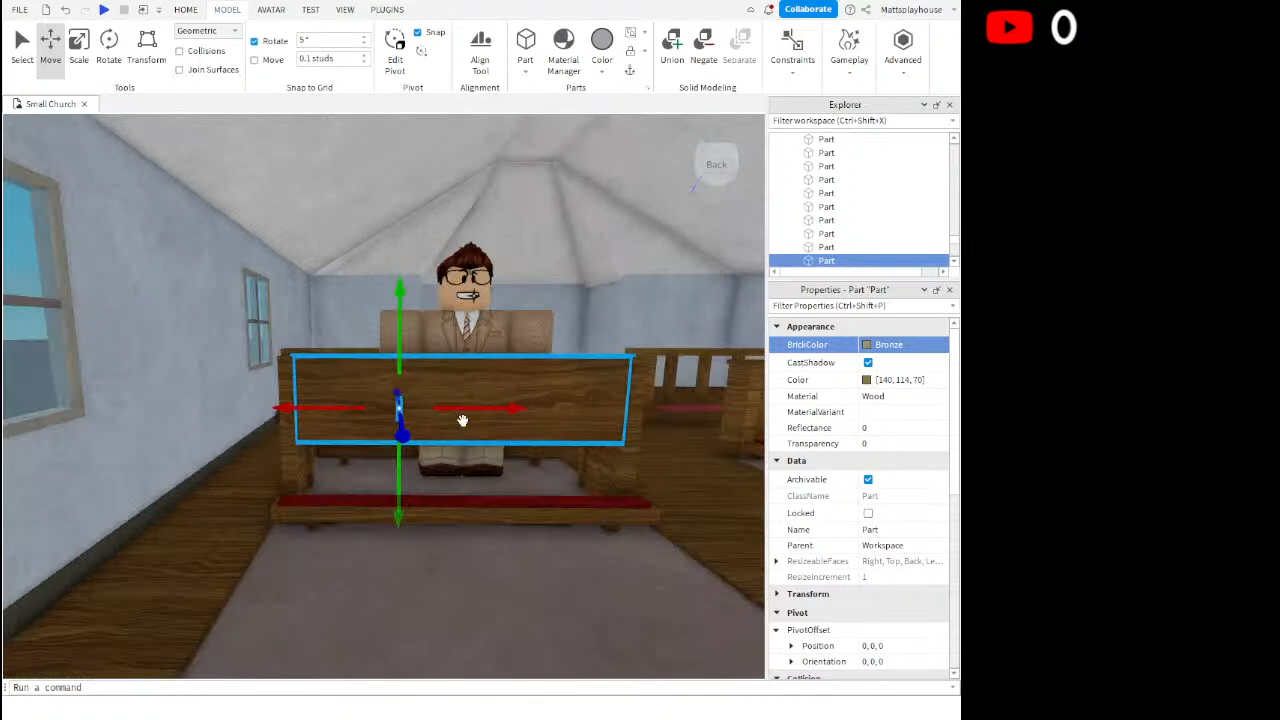 FILE HOME MODEL AVATAR TEST VIEW PLUGINS Collaborate Mattsplayhouse
Geometric Collisions Join Surfaces
Select Move Scale Rotate Transform
Rotate 5 ° Move 0.1 studs
Edit Pivot Snap
Align Tool
Part Material Manager Color
Union Negate Separate
Constraints Gameplay Advanced
Tools Snap to Grid Pivot Alignment Parts Solid Modeling
Small Church
Explorer
Filter workspace (Ctrl+Shift+X)
Part
Part
Part
Part
Part
Part
Part
Part
Part
Part
Back
Properties - Part "Part"
Filter Properties (Ctrl+Shift+P)
Appearance
BrickColor Bronze
CastShadow
Color [140, 114, 70]
Material Wood
MaterialVariant
Reflectance 0
Transparency 0
Data
Archivable
ClassName Part
Locked
Name Part
Parent Workspace
ResizeableFaces Right, Top, Back, Le...
ResizeIncrement 1
Transform
Pivot
PivotOffset
Position 0, 0, 0
Orientation 0, 0, 0
Collision
Run a command
0